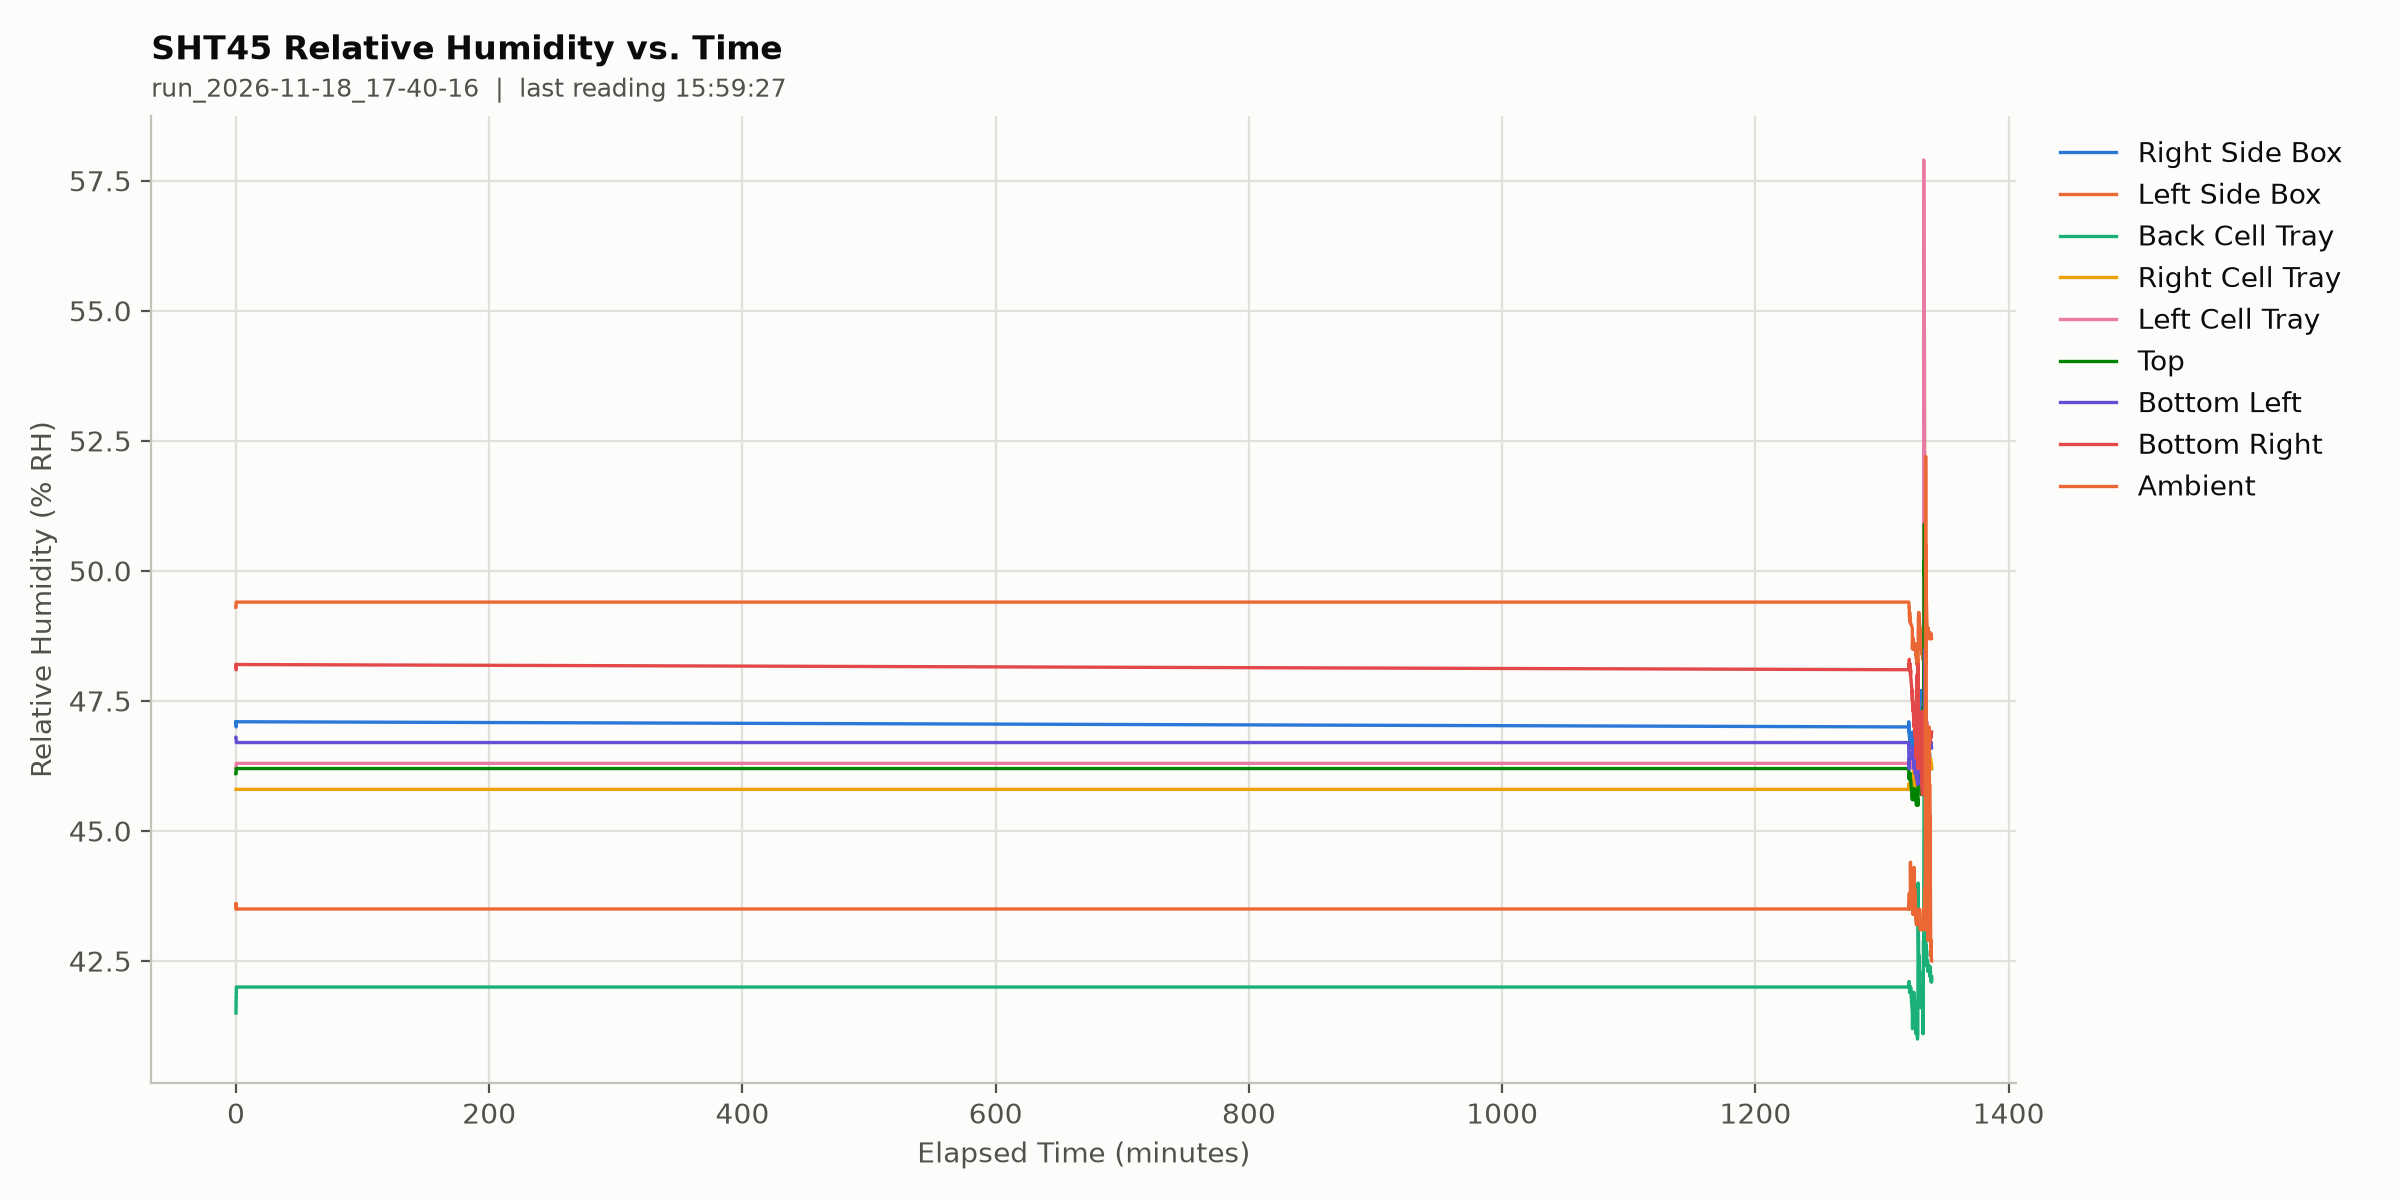 SHT45 Relative Humidity vs. Time
run_2026-11-18_17-40-16 | last reading 15:59:27
Relative Humidity (% RH)
57.5
55.0
52.5
50.0
47.5
45.0
42.5
0 200 400 600 800 1000 1200 1400
Elapsed Time (minutes)
Right Side Box
Left Side Box
Back Cell Tray
Right Cell Tray
Left Cell Tray
Top
Bottom Left
Bottom Right
Ambient